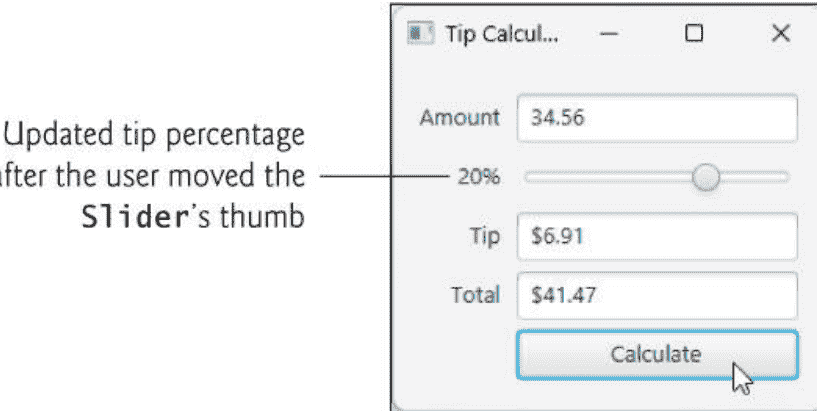 Tip Calcul...
Amount 34.56
Updated tip percentage
after the user moved the
Slider's thumb
20%
Tip $6.91
Total $41.47
Calculate